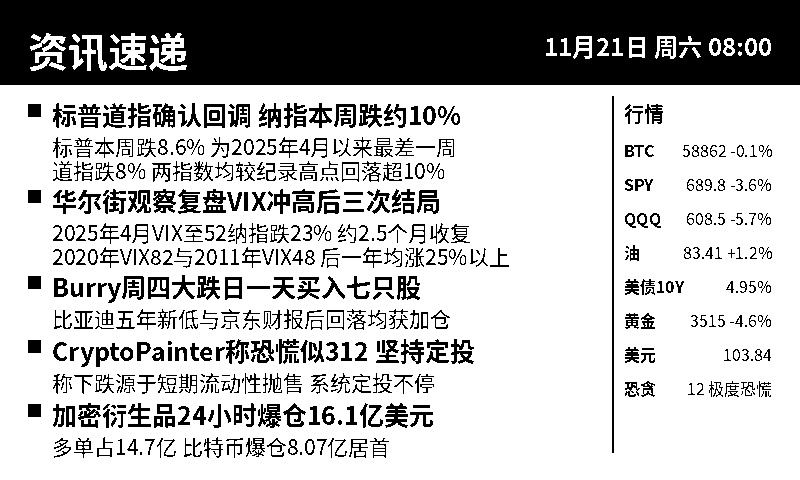 资讯速递
11月21日 周六 08:00
标普道指确认回调 纳指本周跌约10%
标普本周跌8.6% 为2025年4月以来最差一周
道指跌8% 两指数均较纪录高点回落超10%
华尔街观察复盘VIX冲高后三次结局
2025年4月VIX至52纳指跌23% 约2.5个月收复
2020年VIX82与2011年VIX48 后一年均涨25%以上
Burry周四大跌日一天买入七只股
比亚迪五年新低与京东财报后回落均获加仓
CryptoPainter称恐慌似312 坚持定投
称下跌源于短期流动性抛售 系统定投不停
加密衍生品24小时爆仓16.1亿美元
多单占14.7亿 比特币爆仓8.07亿居首
行情
BTC 58862 -0.1%
SPY 689.8 -3.6%
QQQ 608.5 -5.7%
油 83.41 +1.2%
美债10Y 4.95%
黄金 3515 -4.6%
美元 103.84
恐贪 12 极度恐慌